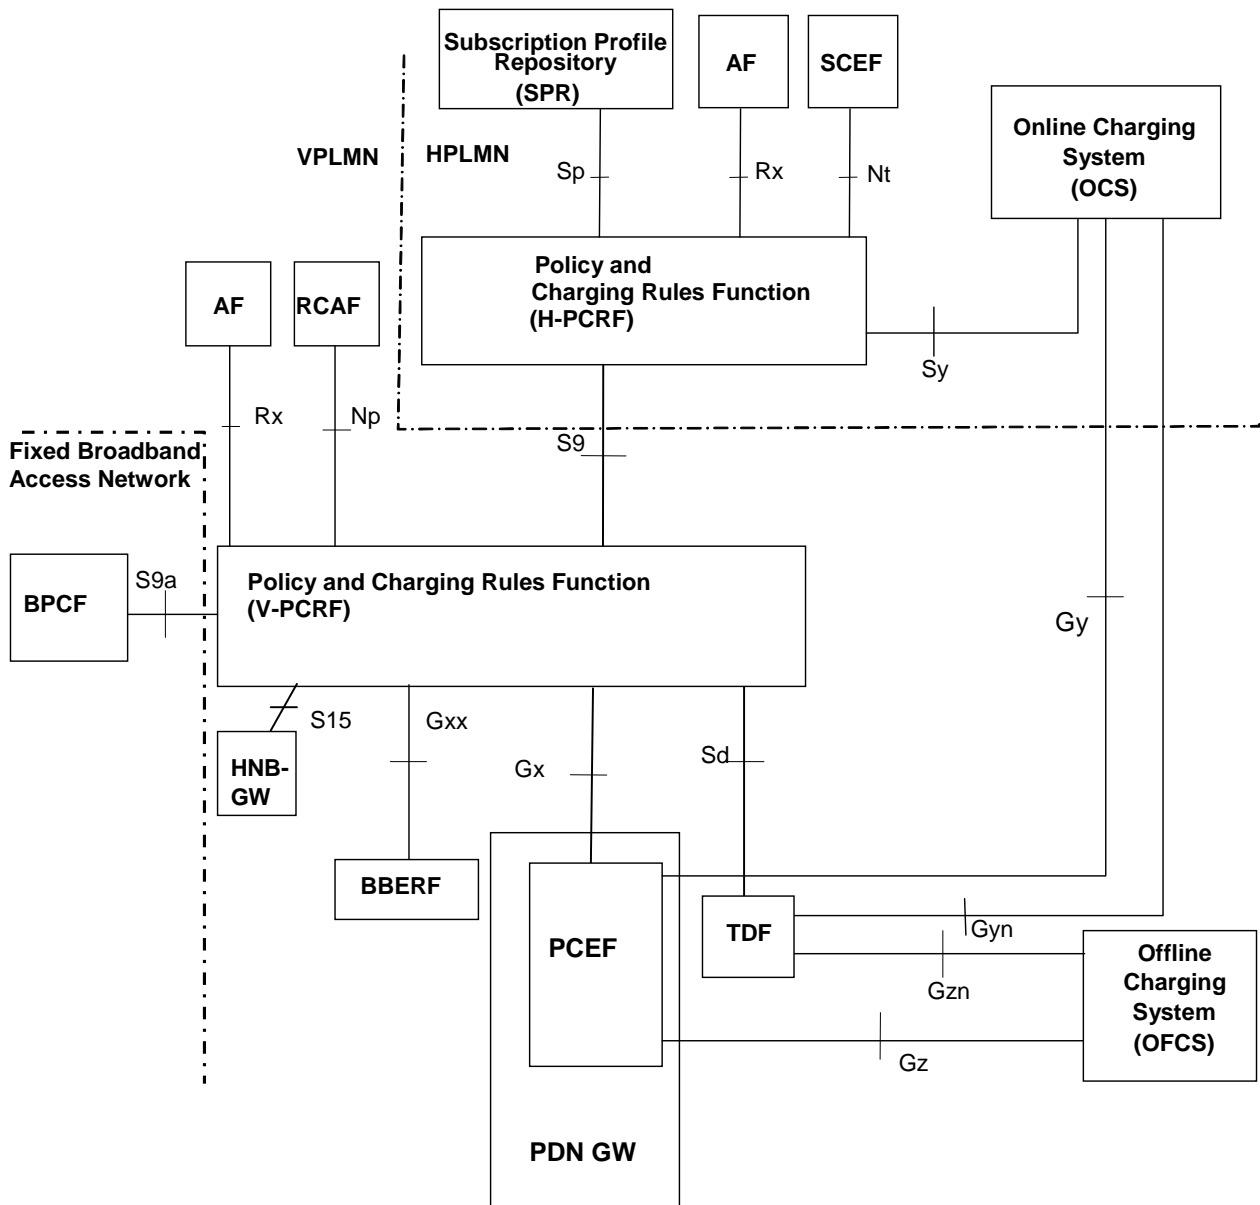 Subscription Profile
Repository
(SPR)
AF
SCEF
Online Charging
System
(OCS)
VPLMN
HPLMN
Sp
Rx
Nt
Policy and
Charging Rules Function
(H-PCRF)
AF
RCAF
Sy
Rx
Np
S9
Fixed Broadband
Access Network
S9a
BPCF
Policy and Charging Rules Function
(V-PCRF)
Gy
S15
Gxx
Gx
Sd
HNB-
GW
BBERF
PCEF
TDF
Gyn
Gzn
Offline
Charging
System
(OFCS)
Gz
PDN GW